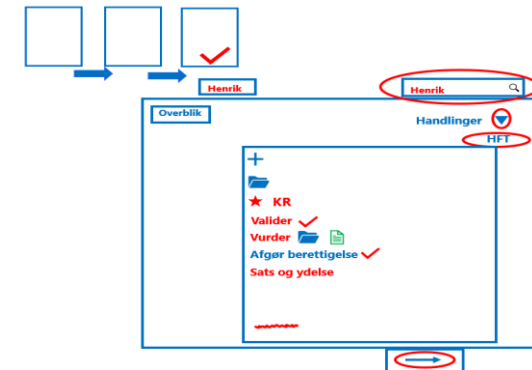 Henrik
Henrik
Overblik
Handlinger
HFT
KR
Valider
Vurder
Afgør berettigelse
Sats og ydelse